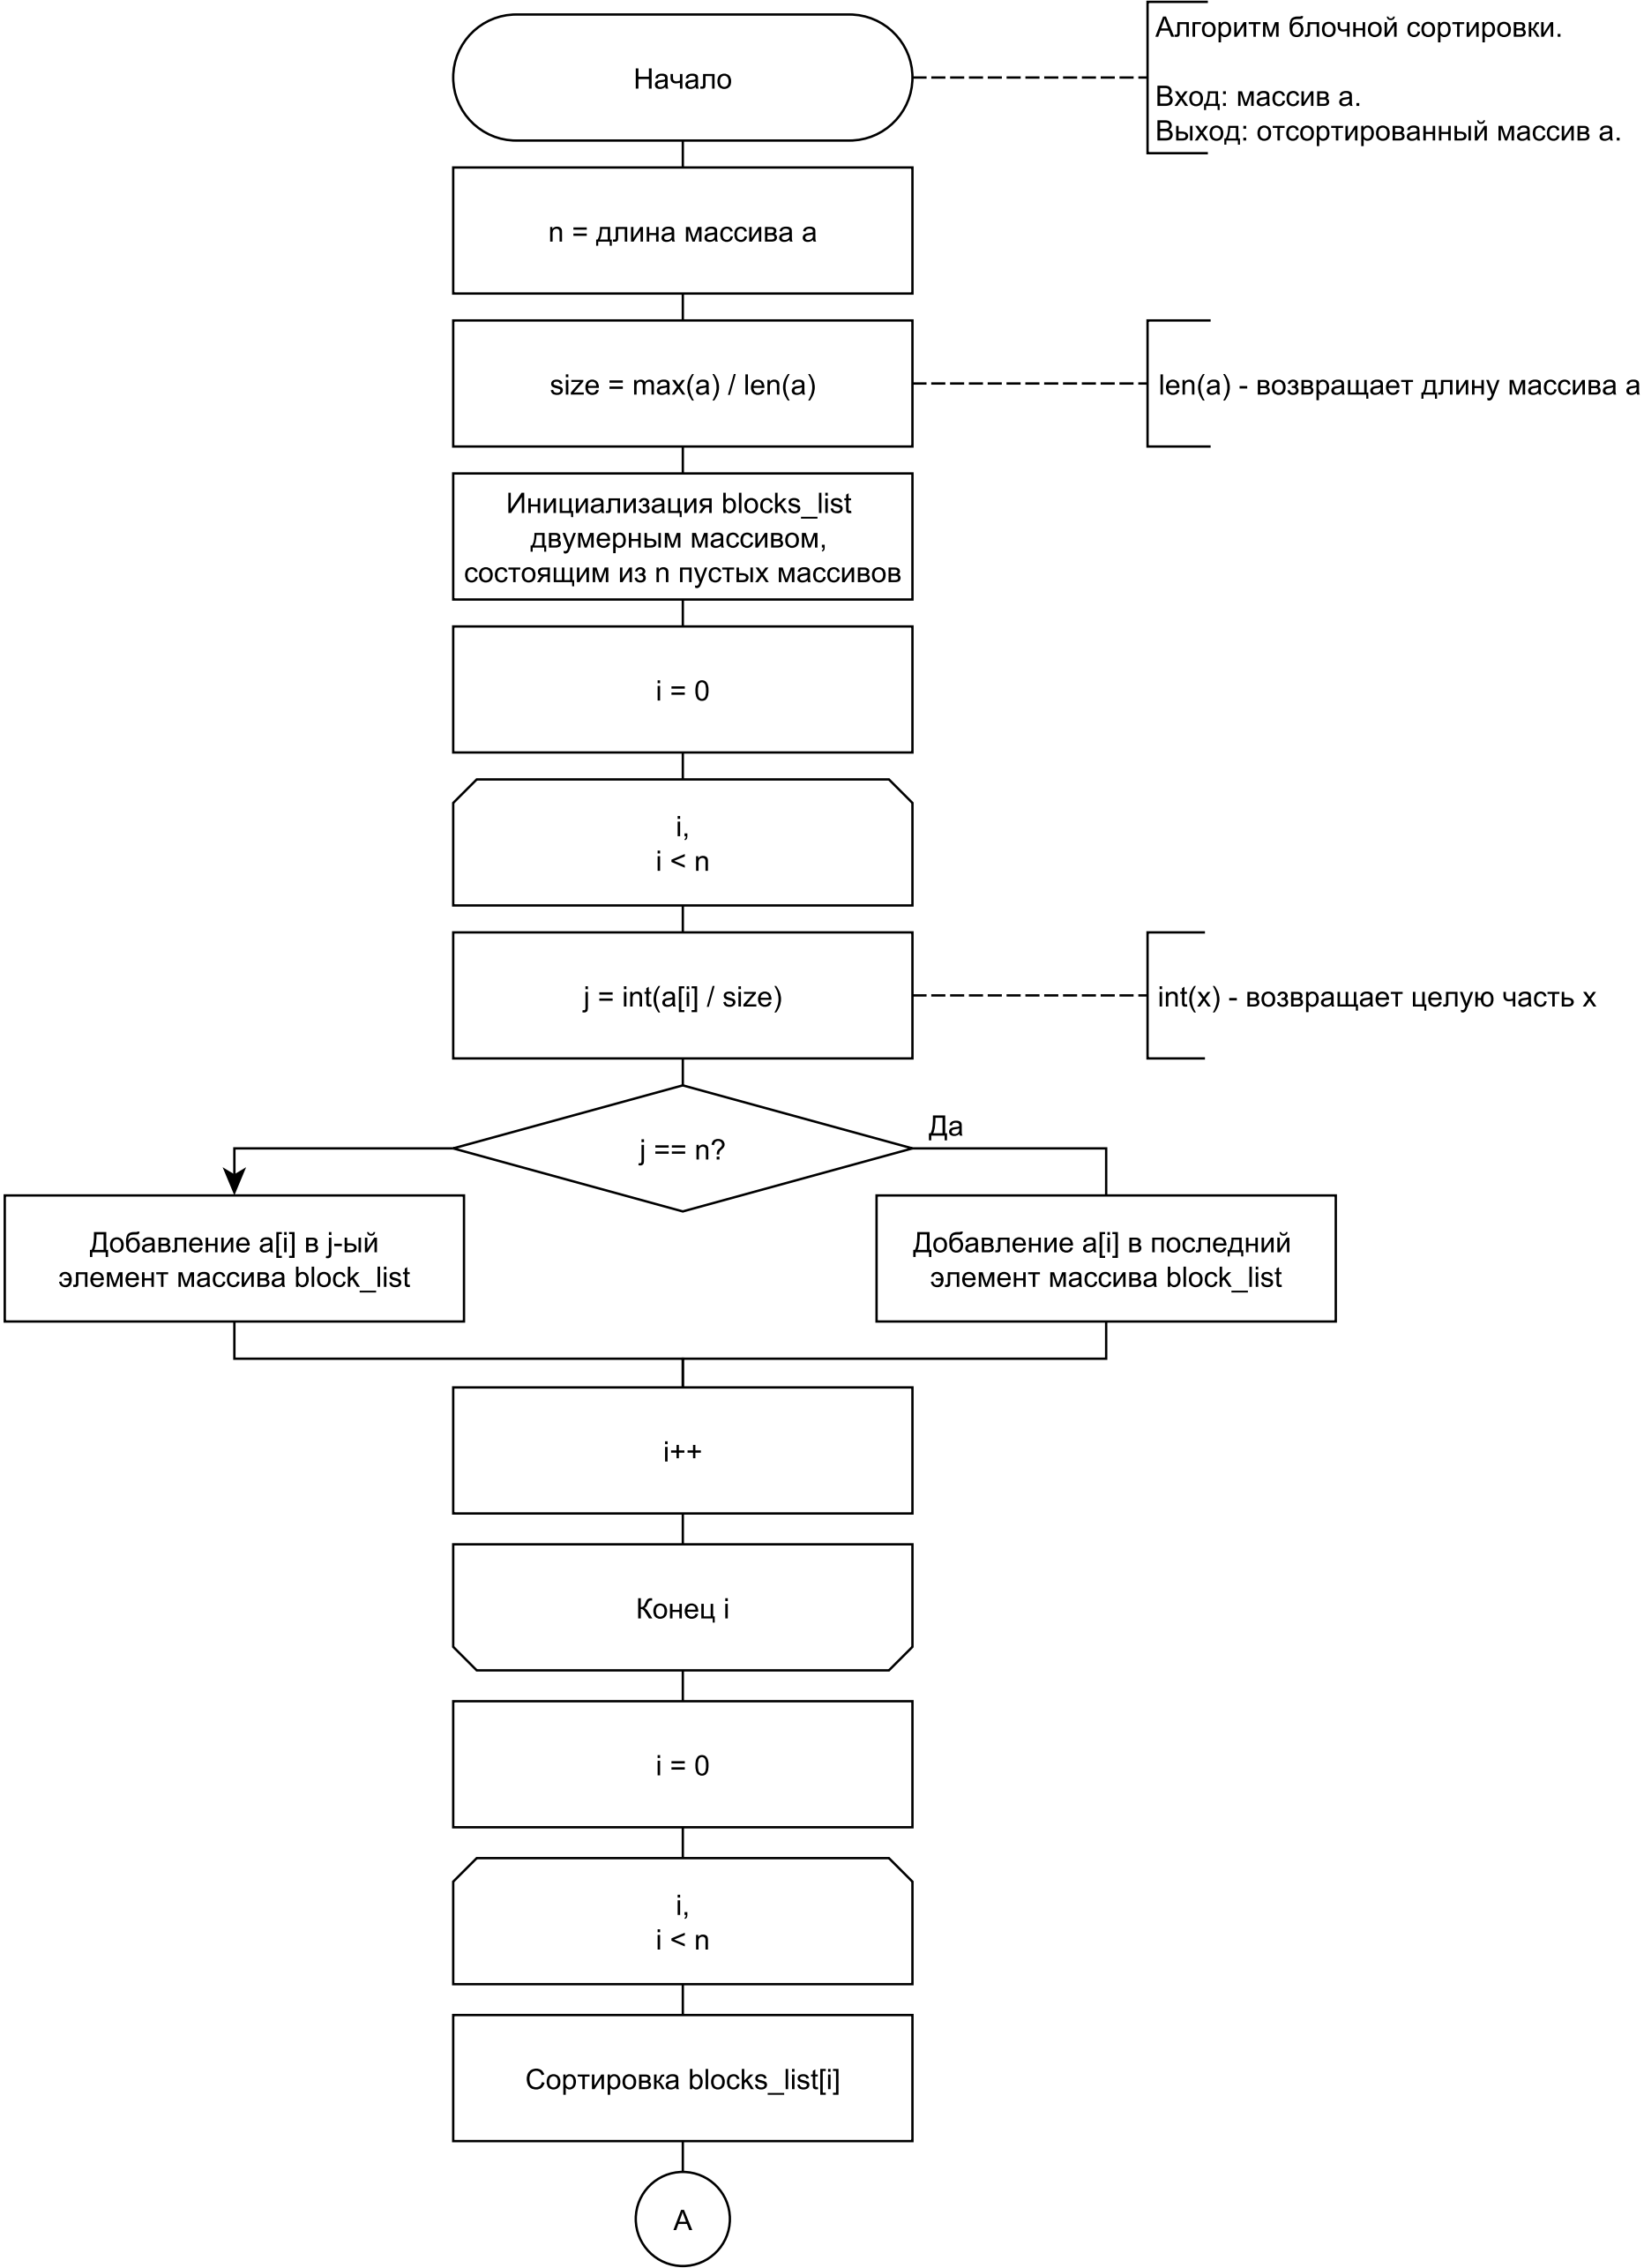 Начало
Алгоритм блочной сортировки.
Вход: массив a.
Выход: отсортированный массив a.
n = длина массива a
size = max(a) / len(a)
len(a) - возвращает длину массива a
Инициализация blocks_list
двумерным массивом,
состоящим из n пустых массивов
i = 0
i,
i < n
j = int(a[i] / size)
int(x) - возвращает целую часть x
j == n?
Да
Добавление a[i] в j-ый
элемент массива block_list
Добавление a[i] в последний
элемент массива block_list
i++
Конец i
i = 0
i,
i < n
Сортировка blocks_list[i]
A